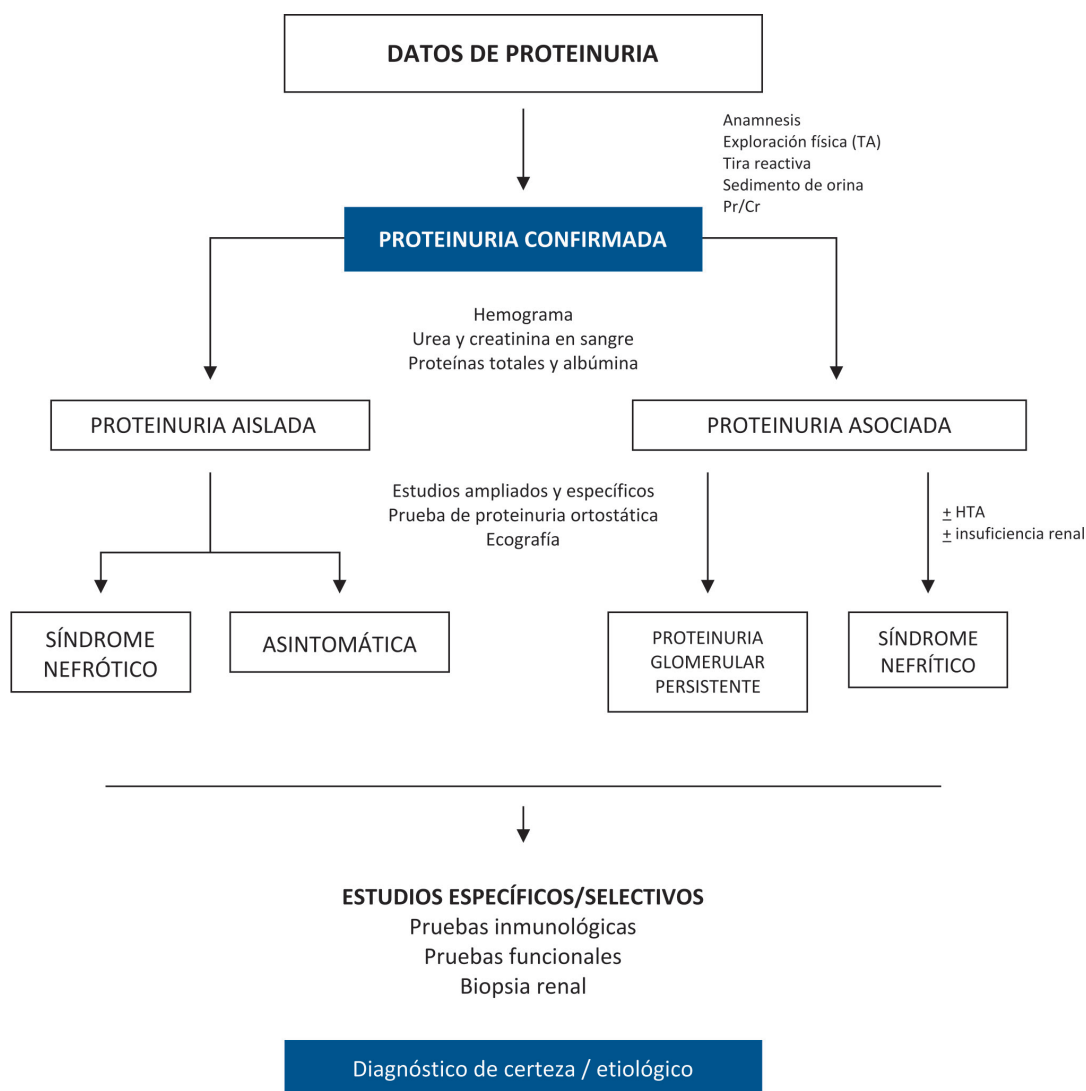 DATOS DE PROTEINURIA
Anamnesis
Exploración física (TA)
Tira reactiva
Sedimento de orina
Pr/Cr
PROTEINURIA CONFIRMADA
Hemograma
Urea y creatinina en sangre
Proteínas totales y albúmina
PROTEINURIA AISLADA
PROTEINURIA ASOCIADA
Estudios ampliados y específicos
Prueba de proteinuria ortostática
Ecografía
± HTA
± insuficiencia renal
SÍNDROME
NEFRÓTICO
ASINTOMÁTICA
PROTEINURIA
GLOMERULAR
PERSISTENTE
SÍNDROME
NEFRÍTICO
ESTUDIOS ESPECÍFICOS/SELECTIVOS
Pruebas inmunológicas
Pruebas funcionales
Biopsia renal
Diagnóstico de certeza / etiológico